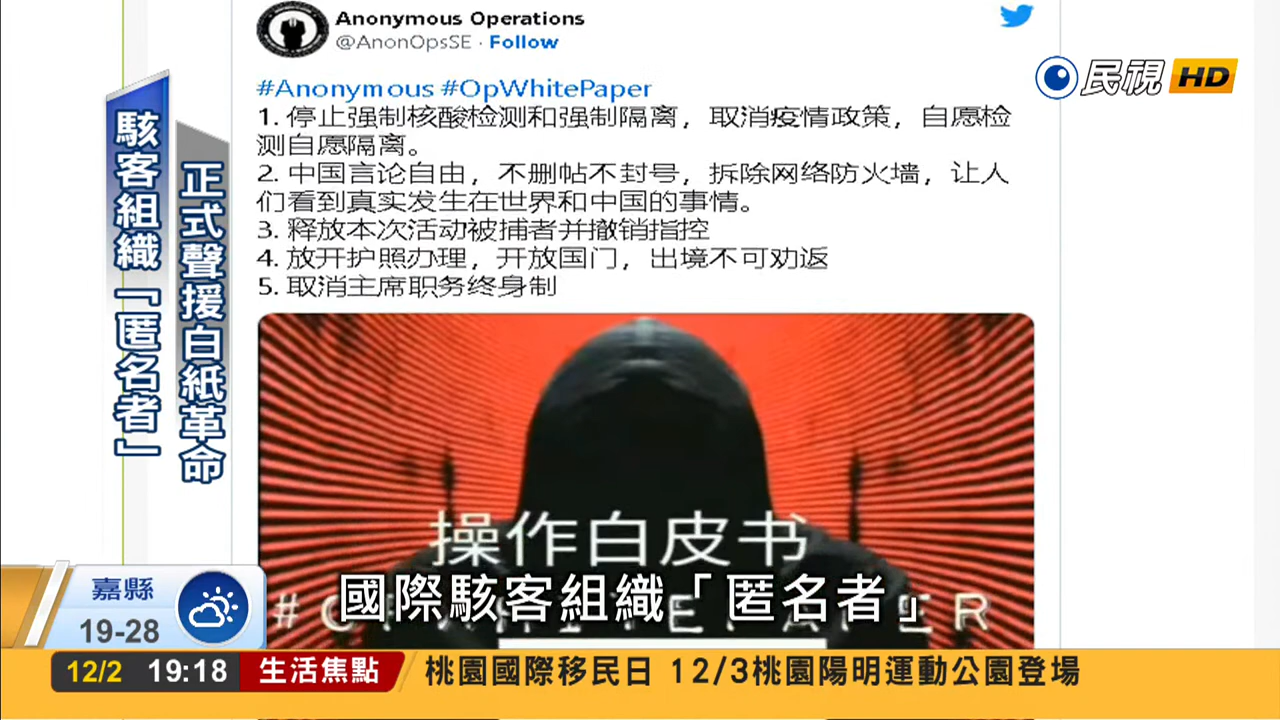 Anonymous Operations
@AnonOpsSE · Follow
民視 HD
#Anonymous #OpWhitePaper
1. 停止强制核酸检测和强制隔离，取消疫情政策，自愿检
测自愿隔离。
2. 中国言论自由，不删帖不封号，拆除网络防火墙，让人
们看到真实发生在世界和中国的事情。
3. 释放本次活动被捕者并撤销指控
4. 放开护照办理，开放国门，出境不可劝返
5. 取消主席职务终身制
駭客組織「匿名者」
正式聲援白紙革命
操作白皮书
國際駭客組織「匿名者」
嘉縣
19-28
12/2 19:18 生活焦點 桃園國際移民日 12/3桃園陽明運動公園登場